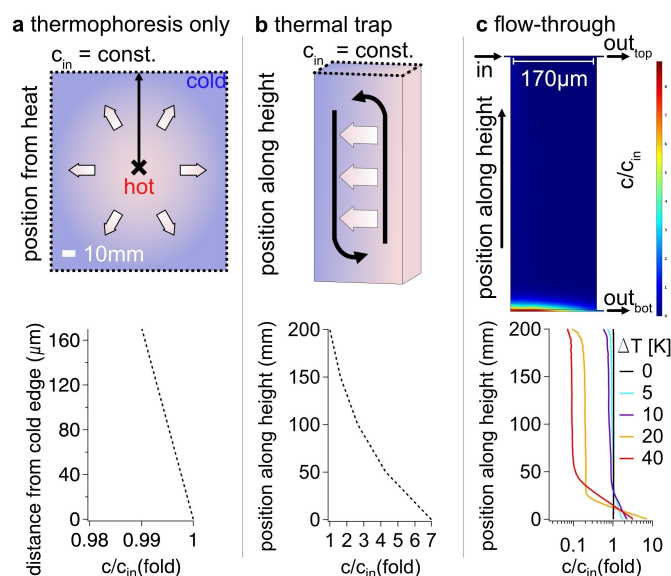 a thermophoresis only
c_in = const.
cold
hot
10mm
position from heat
160
120
80
40
0
distance from cold edge (μm)
0.98 0.99 1
c/c_in(fold)
b thermal trap
c_in = const.
position along height
200
150
100
50
0
position along height (mm)
1 2 3 4 5 6 7
c/c_in(fold)
c flow-through
out_top
in
170μm
position along height
c/c_in
out_bot
200
150
100
50
0
position along height (mm)
ΔT [K]
0
5
10
20
40
0.1 1 10
c/c_in(fold)